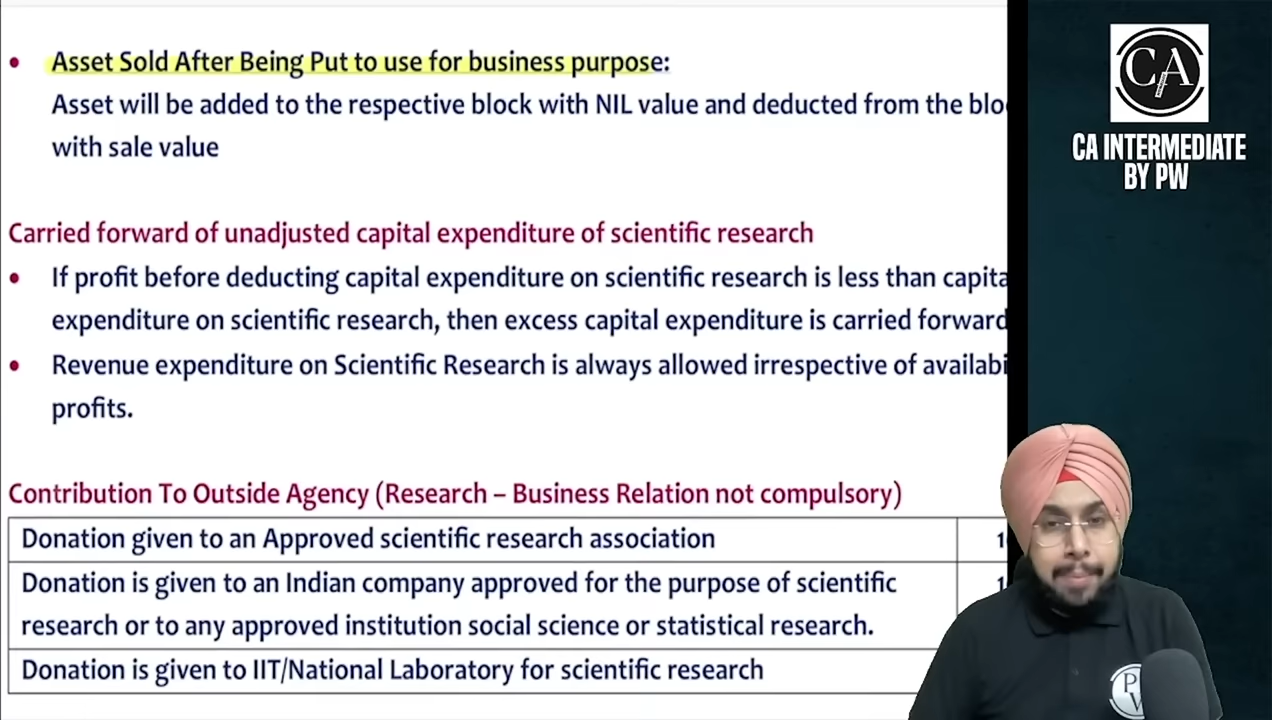 Asset Sold After Being Put to use for business purpose:
Asset will be added to the respective block with NIL value and deducted from the
with sale value
Carried forward of unadjusted capital expenditure of scientific research
If profit before deducting capital expenditure on scientific research is less than
expenditure on scientific research, then excess capital expenditure is carried forward
Revenue expenditure on Scientific Research is always allowed irrespective of
profits.
Contribution To Outside Agency (Research – Business Relation not compulsory)
Donation given to an Approved scientific research association
Donation is given to an Indian company approved for the purpose of scientific
research or to any approved institution social science or statistical research.
Donation is given to IIT/National Laboratory for scientific research
CA
CA INTERMEDIATE
BY PW